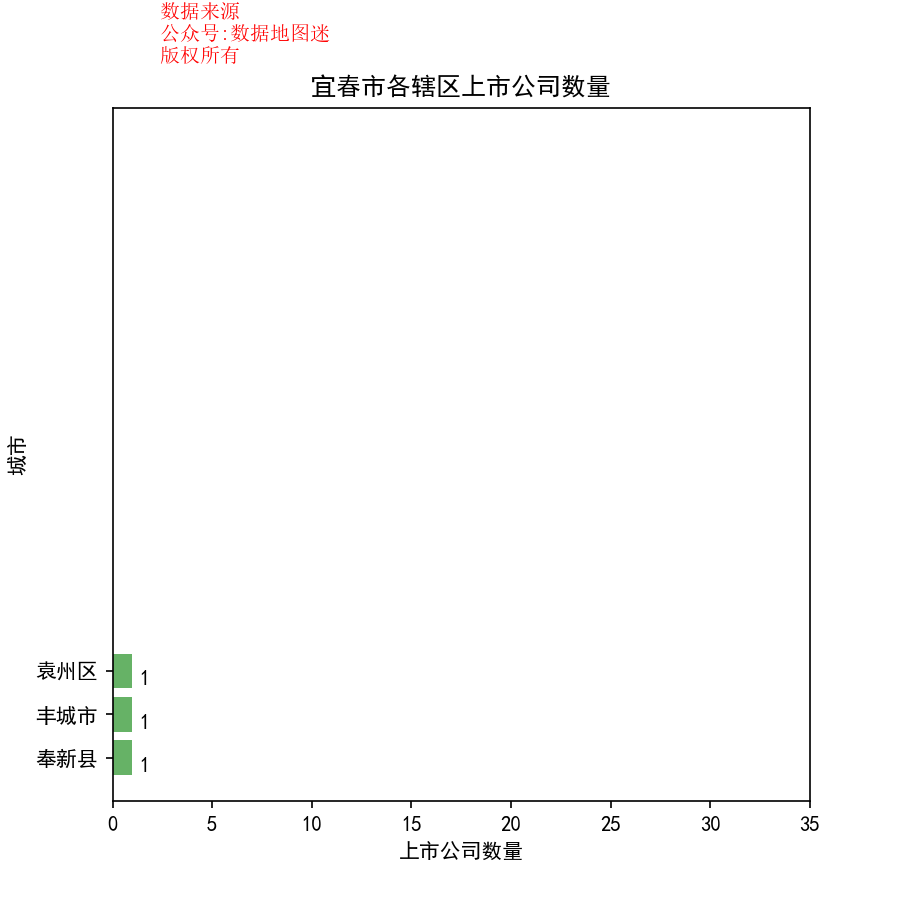 数据来源
公众号:数据地图迷
版权所有
宜春市各辖区上市公司数量
城市
袁州区
1
丰城市
1
奉新县
1
0 5 10 15 20 25 30 35
上市公司数量